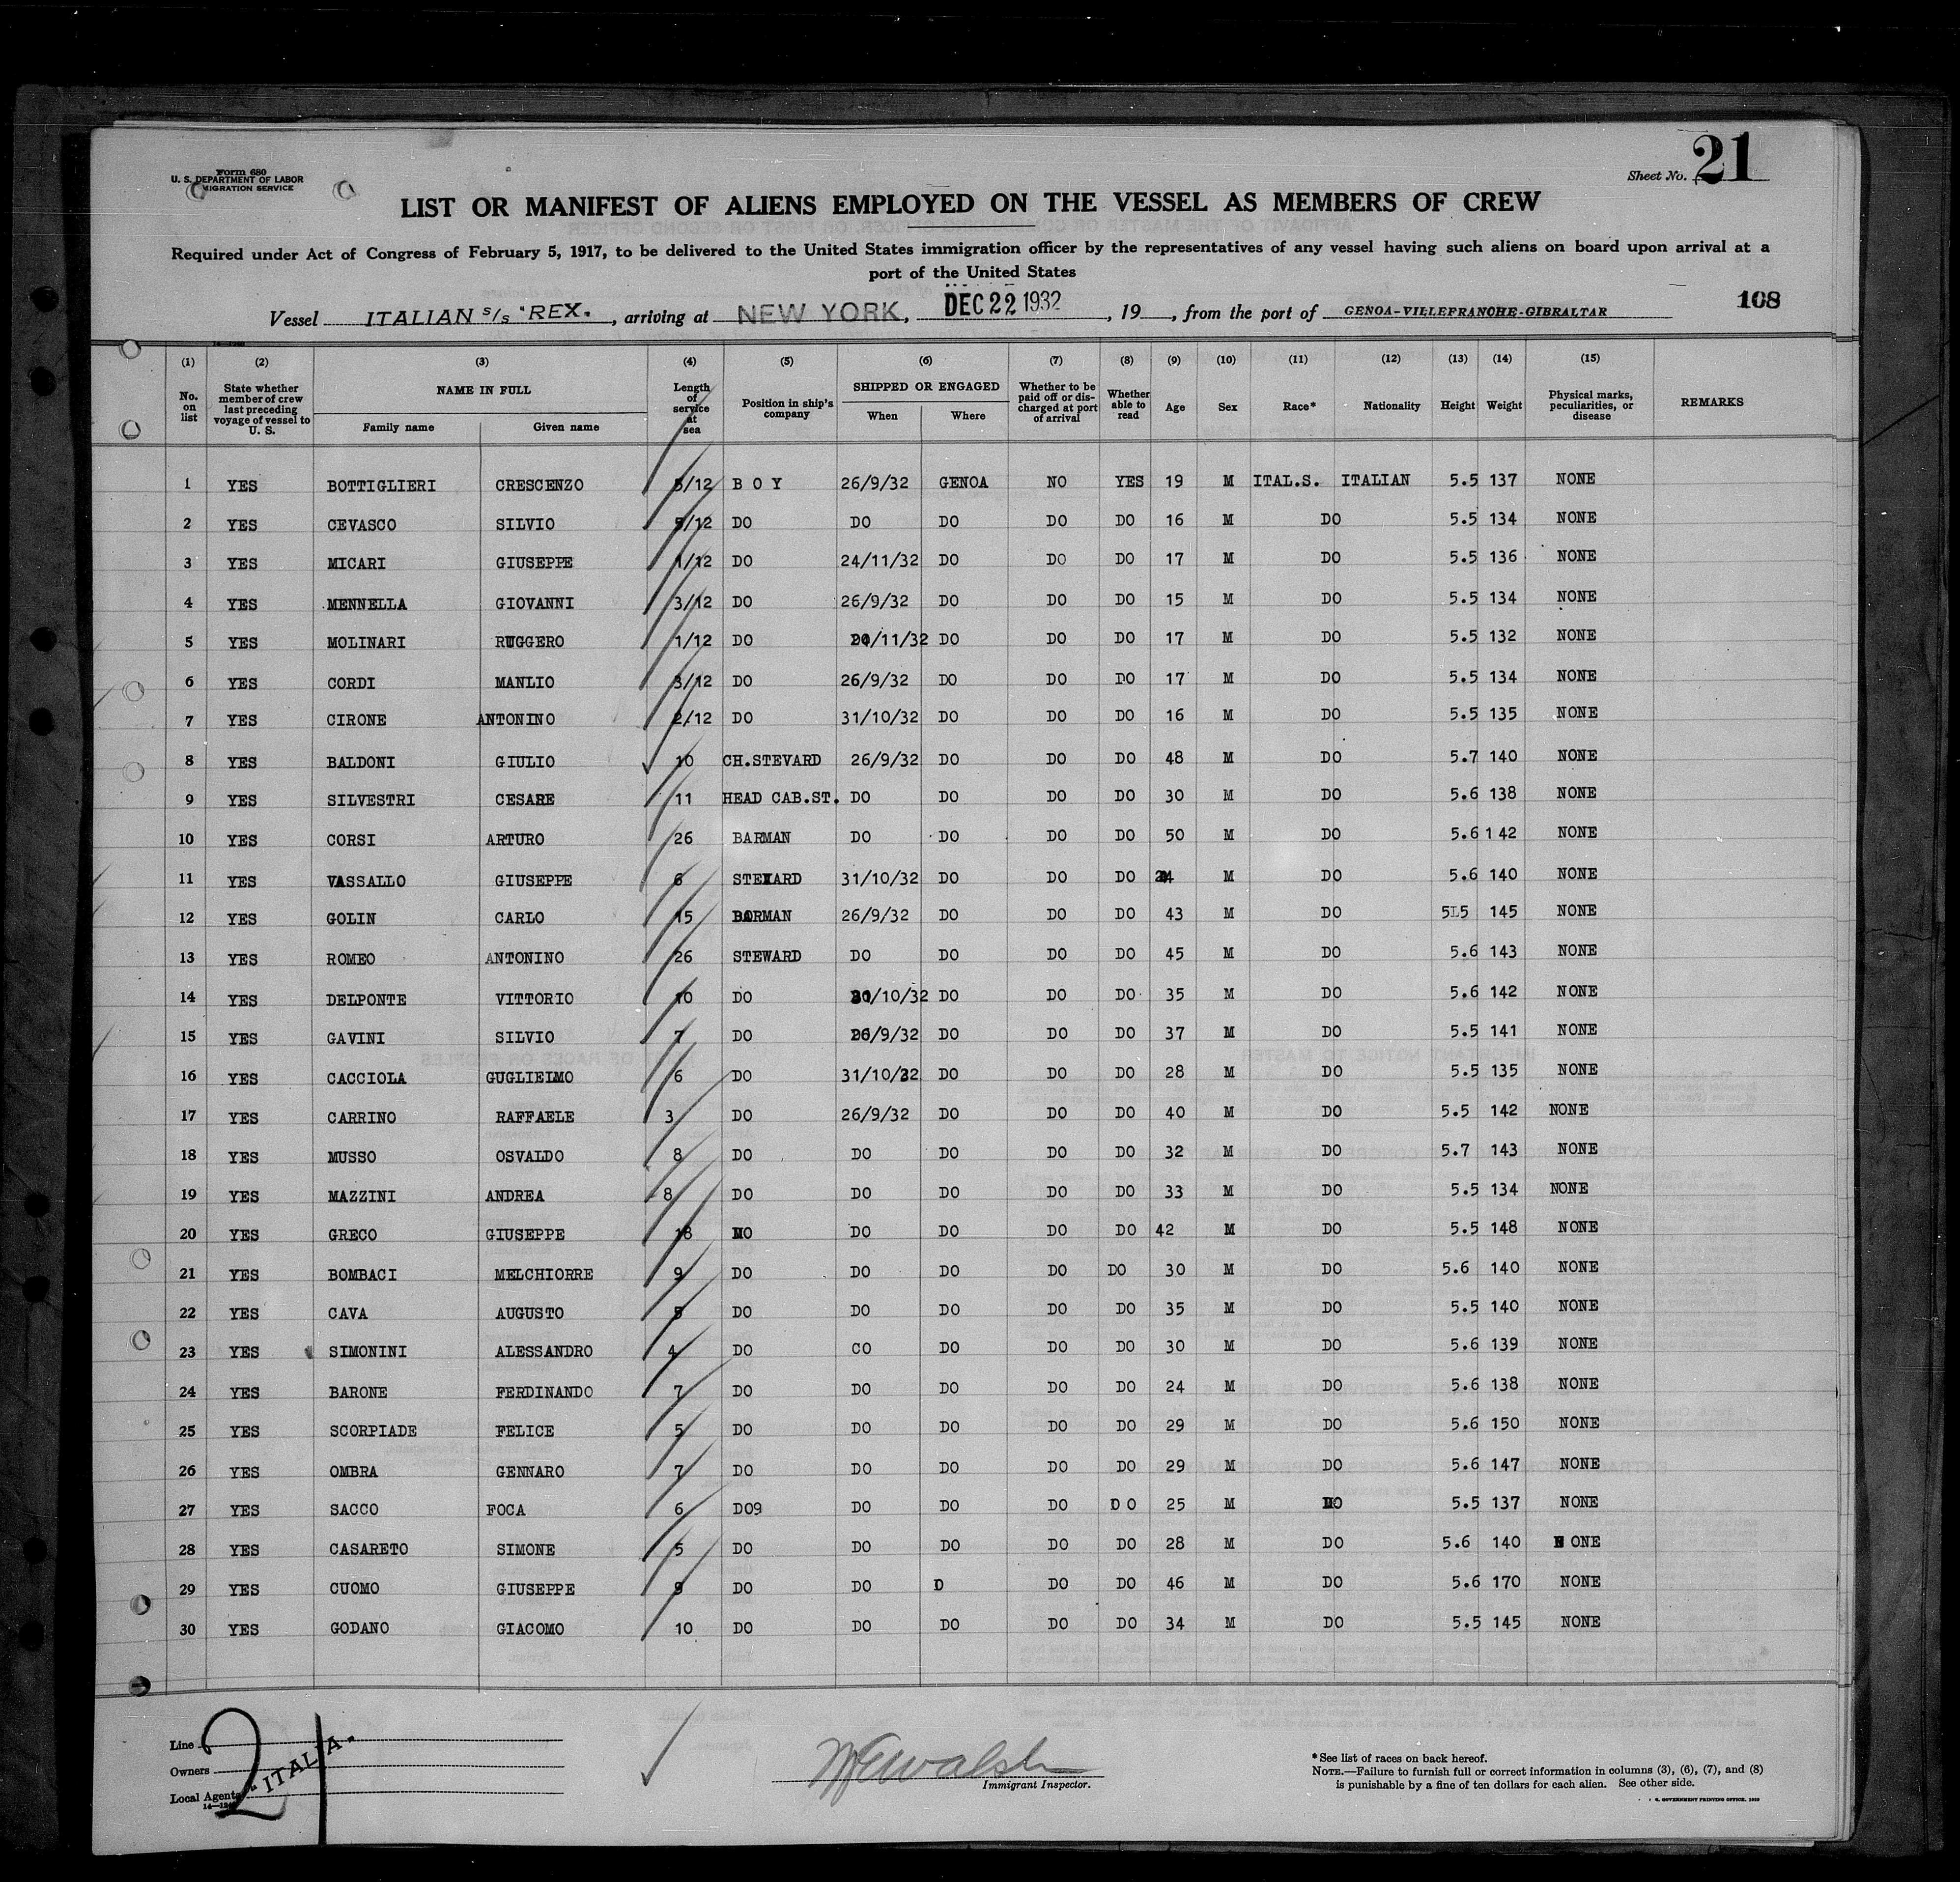 Form 680
U. S. DEPARTMENT OF LABOR
MIGRATION SERVICE
Sheet No. 21
LIST OR MANIFEST OF ALIENS EMPLOYED ON THE VESSEL AS MEMBERS OF CREW
Required under Act of Congress of February 5, 1917, to be delivered to the United States immigration officer by the representatives of any vessel having such aliens on board upon arrival at a
port of the United States
Vessel ITALIAN S/S "REX. , arriving at NEW YORK, DEC 22 1932 , 19 , from the port of GENOA-VILLEFRANCHE-GIBRALTAR 108
(1) (2) (3) (4) (5) (6) (7) (8) (9) (10) (11) (12) (13) (14) (15)
No. on list State whether member of crew last preceding voyage of vessel to U. S. NAME IN FULL Length of service at sea Position in ship's company SHIPPED OR ENGAGED Whether to be paid off or discharged at port of arrival Whether able to read Age Sex Race* Nationality Height Weight Physical marks, peculiarities, or disease REMARKS
Family name Given name When Where
1 YES BOTTIGLIERI CRESCENZO 5/12 B O Y 26/9/32 GENOA NO YES 19 M ITAL.S. ITALIAN 5.5 137 NONE
2 YES CEVASCO SILVIO 5/12 DO DO DO DO DO 16 M DO 5.5 134 NONE
3 YES MICARI GIUSEPPE 1/12 DO 24/11/32 DO DO DO 17 M DO 5.5 136 NONE
4 YES MENNELLA GIOVANNI 3/12 DO 26/9/32 DO DO DO 15 M DO 5.5 134 NONE
5 YES MOLINARI RUGGERO 1/12 DO 24/11/32 DO DO DO 17 M DO 5.5 132 NONE
6 YES CORDI MANLIO 3/12 DO 26/9/32 DO DO DO 17 M DO 5.5 134 NONE
7 YES CIRONE ANTONINO 2/12 DO 31/10/32 DO DO DO 16 M DO 5.5 135 NONE
8 YES BALDONI GIULIO 10 CH.STEVARD 26/9/32 DO DO DO 48 M DO 5.7 140 NONE
9 YES SILVESTRI CESARE 11 HEAD CAB.ST. DO DO DO DO 30 M DO 5.6 138 NONE
10 YES CORSI ARTURO 26 BARMAN DO DO DO DO 50 M DO 5.6 142 NONE
11 YES VASSALLO GIUSEPPE 6 STEWARD 31/10/32 DO DO DO 24 M DO 5.6 140 NONE
12 YES GOLIN CARLO 15 BARMAN 26/9/32 DO DO DO 43 M DO 5L5 145 NONE
13 YES ROMEO ANTONINO 26 STEWARD DO DO DO DO 45 M DO 5.6 143 NONE
14 YES DELPONTE VITTORIO 10 DO 31/10/32 DO DO DO 35 M DO 5.6 142 NONE
15 YES GAVINI SILVIO 7 DO 26/9/32 DO DO DO 37 M DO 5.5 141 NONE
16 YES CACCIOLA GUGLIELMO 6 DO 31/10/32 DO DO DO 28 M DO 5.5 135 NONE
17 YES CARRINO RAFFAELE 3 DO 26/9/32 DO DO DO 40 M DO 5.5 142 NONE
18 YES MUSSO OSVALDO 8 DO DO DO DO DO 32 M DO 5.7 143 NONE
19 YES MAZZINI ANDREA 8 DO DO DO DO DO 33 M DO 5.5 134 NONE
20 YES GRECO GIUSEPPE 18 DO DO DO DO DO 42 M DO 5.5 148 NONE
21 YES BOMBACI MELCHIORRE 9 DO DO DO DO DO 30 M DO 5.6 140 NONE
22 YES CAVA AUGUSTO 5 DO DO DO DO DO 35 M DO 5.5 140 NONE
23 YES SIMONINI ALESSANDRO 4 DO CO DO DO DO 30 M DO 5.6 139 NONE
24 YES BARONE FERDINANDO 7 DO DO DO DO DO 24 M DO 5.6 138 NONE
25 YES SCORPIADE FELICE 5 DO DO DO DO DO 29 M DO 5.6 150 NONE
26 YES OMBRA GENNARO 7 DO DO DO DO DO 29 M DO 5.6 147 NONE
27 YES SACCO FOCA 6 DO9 DO DO DO D O 25 M DO 5.5 137 NONE
28 YES CASARETO SIMONE 5 DO DO DO DO DO 28 M DO 5.6 140 N ONE
29 YES CUOMO GIUSEPPE 9 DO DO D DO DO 46 M DO 5.6 170 NONE
30 YES GODANO GIACOMO 10 DO DO DO DO DO 34 M DO 5.5 145 NONE
Line
Owners
Local Agents
"ITALIA"
2
Immigrant Inspector.
*See list of races on back hereof.
NOTE.—Failure to furnish full or correct information in columns (3), (6), (7), and (8)
is punishable by a fine of ten dollars for each alien. See other side.